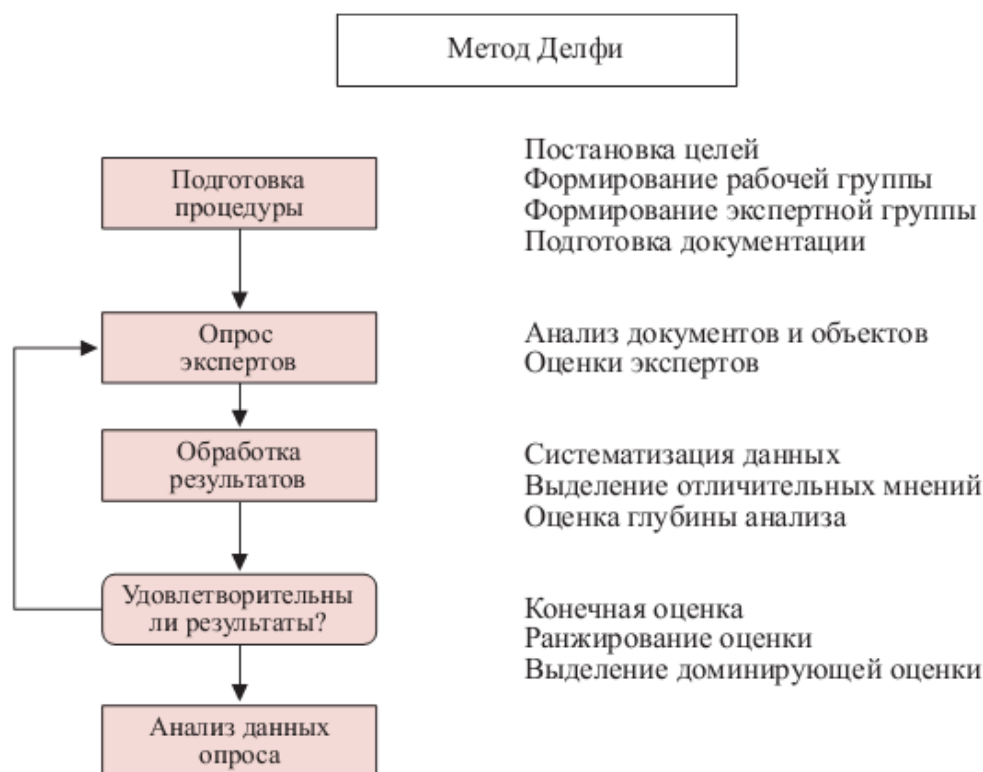 Метод Делфи
Подготовка
процедуры
Постановка целей
Формирование рабочей группы
Формирование экспертной группы
Подготовка документации
Опрос
экспертов
Анализ документов и объектов
Оценки экспертов
Обработка
результатов
Систематизация данных
Выделение отличительных мнений
Оценка глубины анализа
Удовлетворительны
ли результаты?
Конечная оценка
Ранжирование оценки
Выделение доминирующей оценки
Анализ данных
опроса